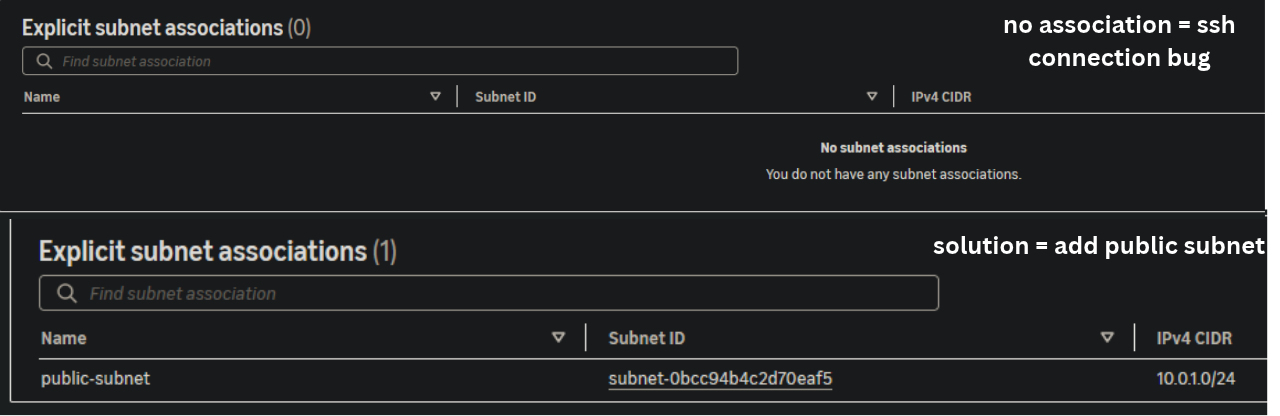 Explicit subnet associations (0)
no association = ssh
connection bug
Find subnet association
Name Subnet ID IPv4 CIDR
No subnet associations
You do not have any subnet associations.
Explicit subnet associations (1)
solution = add public subnet
Find subnet association
Name Subnet ID IPv4 CIDR
public-subnet subnet-0bcc94b4c2d70eaf5 10.0.1.0/24